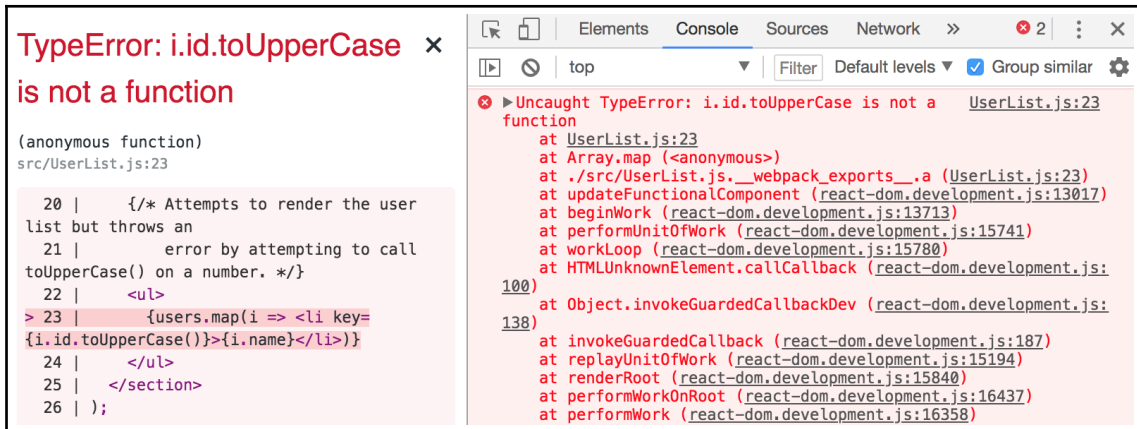 TypeError: i.id.toUpperCase ×
is not a function
(anonymous function)
src/UserList.js:23
20 | {/* Attempts to render the user
list but throws an
21 | error by attempting to call
toUpperCase() on a number. */}
22 | <ul>
> 23 | {users.map(i => <li key=
{i.id.toUpperCase()}>{i.name}</li>)}
24 | </ul>
25 | </section>
26 | );
Elements Console Sources Network » 2
top Filter Default levels ▼ Group similar
▶Uncaught TypeError: i.id.toUpperCase is not a UserList.js:23
function
at UserList.js:23
at Array.map (<anonymous>)
at ./src/UserList.js.__webpack_exports__.a (UserList.js:23)
at updateFunctionalComponent (react-dom.development.js:13017)
at beginWork (react-dom.development.js:13713)
at performUnitOfWork (react-dom.development.js:15741)
at workLoop (react-dom.development.js:15780)
at HTMLUnknownElement.callCallback (react-dom.development.js:
100)
at Object.invokeGuardedCallbackDev (react-dom.development.js:
138)
at invokeGuardedCallback (react-dom.development.js:187)
at replayUnitOfWork (react-dom.development.js:15194)
at renderRoot (react-dom.development.js:15840)
at performWorkOnRoot (react-dom.development.js:16437)
at performWork (react-dom.development.js:16358)